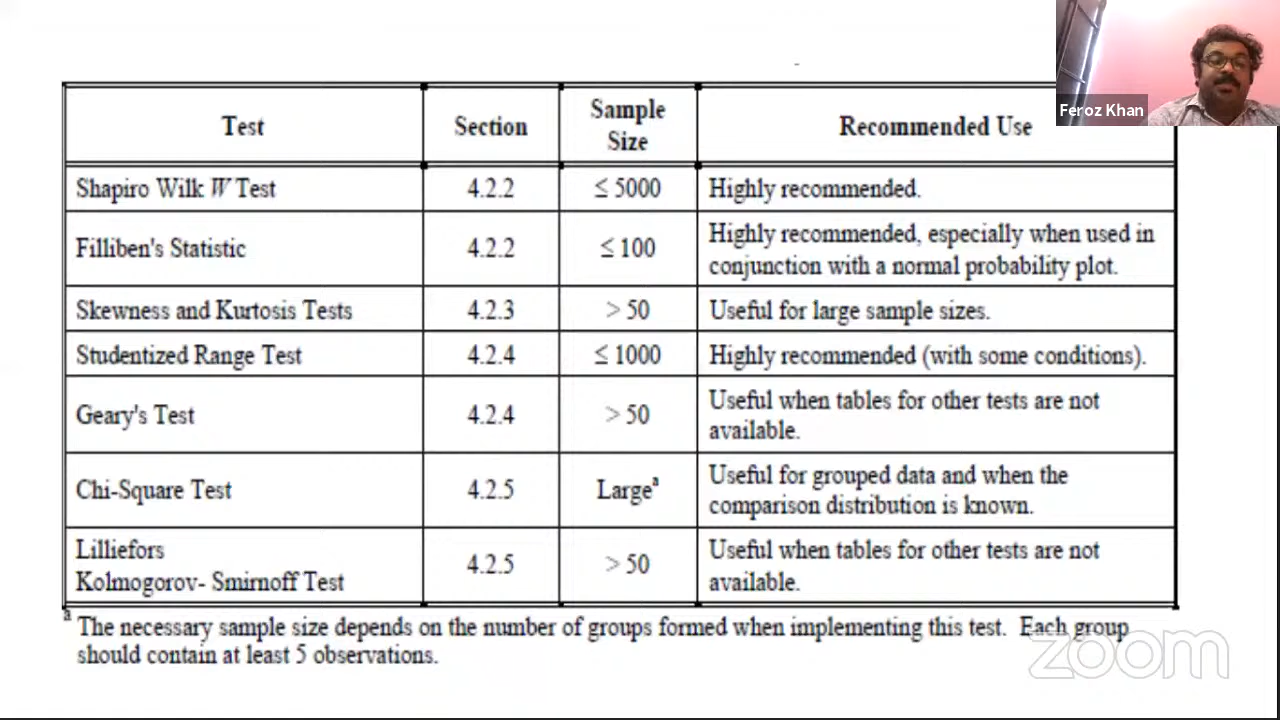 Feroz Khan
Test Section Sample Size Recommended Use
Shapiro Wilk W Test 4.2.2 ≤ 5000 Highly recommended.
Filliben's Statistic 4.2.2 ≤ 100 Highly recommended, especially when used in
conjunction with a normal probability plot.
Skewness and Kurtosis Tests 4.2.3 > 50 Useful for large sample sizes.
Studentized Range Test 4.2.4 ≤ 1000 Highly recommended (with some conditions).
Geary's Test 4.2.4 > 50 Useful when tables for other tests are not
available.
Chi-Square Test 4.2.5 Large^a Useful for grouped data and when the
comparison distribution is known.
Lilliefors
Kolmogorov- Smirnoff Test 4.2.5 > 50 Useful when tables for other tests are not
available.
a The necessary sample size depends on the number of groups formed when implementing this test. Each group
should contain at least 5 observations.
zoom